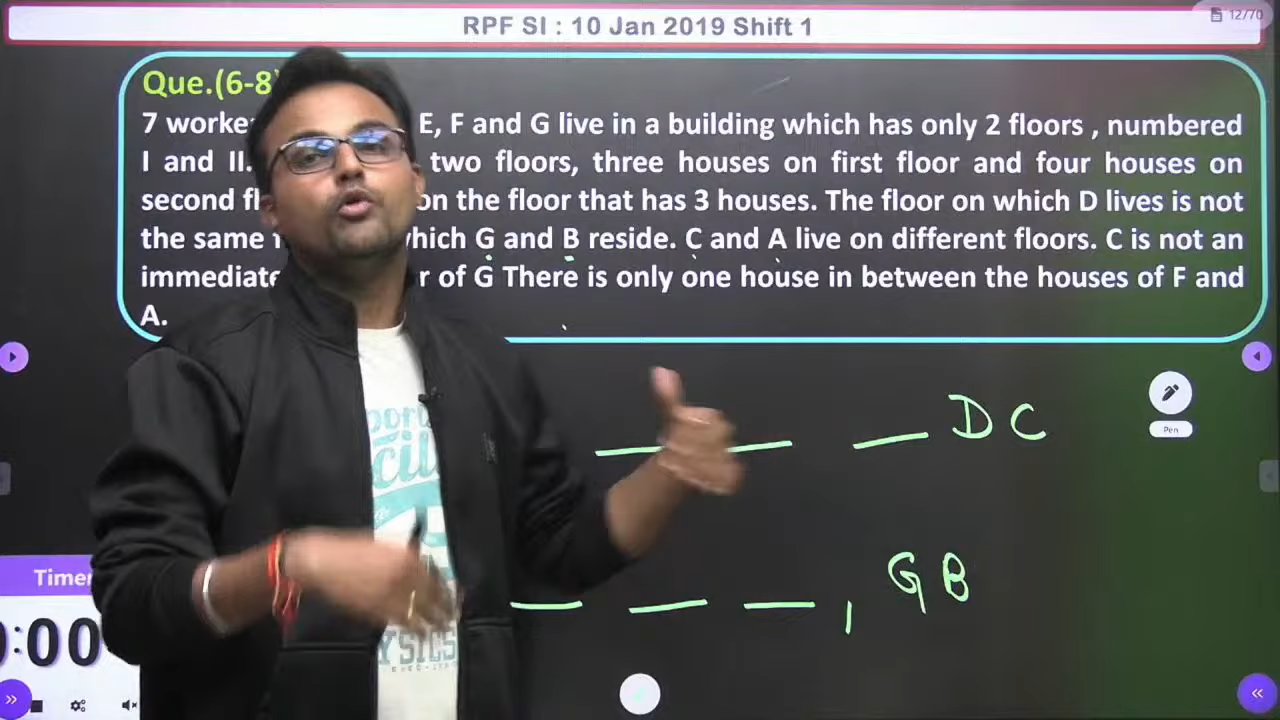 12/70
RPF SI : 10 Jan 2019 Shift 1
Que.(6-8)
7 E, F and G live in a building which has only 2 floors , numbered
I and II. two floors, three houses on first floor and four houses on
second on the floor that has 3 houses. The floor on which D lives is not
the same which G and B reside. C and A live on different floors. C is not an
of G There is only one house in between the houses of F and
A.
D C
Pen
G B
Timer
:00